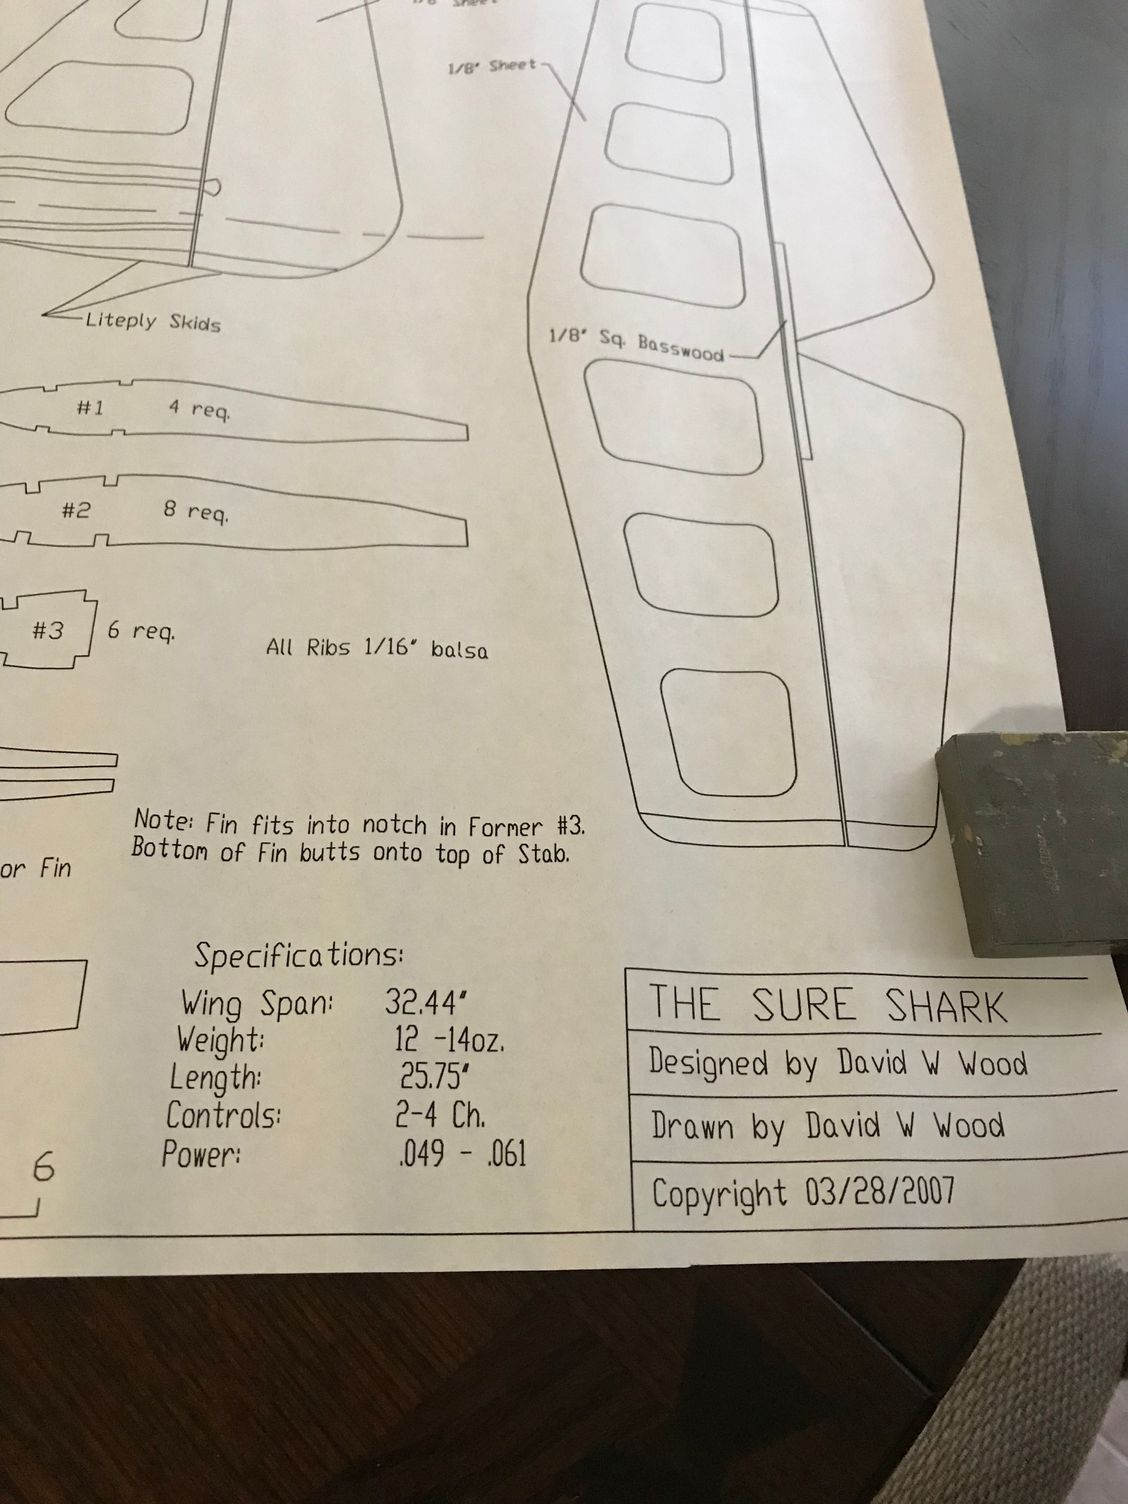 1/8" Sheet
1/8" Sheet
1/8" Sq. Basswood
Liteply Skids
#1 4 req.
#2 8 req.
#3 6 req.
All Ribs 1/16" balsa
Note: Fin fits into notch in Former #3.
Bottom of Fin butts onto top of Stab.
or Fin
Specifications:
Wing Span: 32.44"
Weight: 12 -14oz.
Length: 25.75"
Controls: 2-4 Ch.
Power: .049 - .061
6
THE SURE SHARK
Designed by David W Wood
Drawn by David W Wood
Copyright 03/28/2007